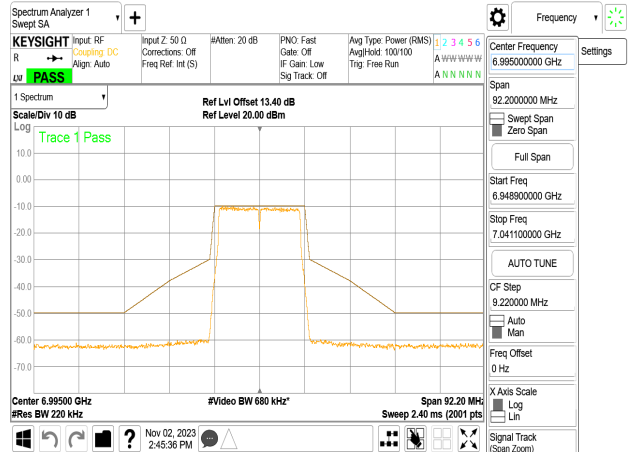 Spectrum Analyzer 1
Swept SA
Frequency
KEYSIGHT
R
LXI
PASS
Input: RF
Coupling: DC
Align: Auto
Input Z: 50 Ω
Corrections: Off
Freq Ref: Int (S)
#Atten: 20 dB
PNO: Fast
Gate: Off
IF Gain: Low
Sig Track: Off
Avg Type: Power (RMS)
Avg|Hold: 100/100
Trig: Free Run
1 2 3 4 5 6
A W W W W W
A N N N N N
1 Spectrum
Scale/Div 10 dB
Ref Lvl Offset 13.40 dB
Ref Level 20.00 dBm
Log
Trace 1 Pass
10.0
0.00
-10.0
-20.0
-30.0
-40.0
-50.0
-60.0
-70.0
Center 6.99500 GHz
#Res BW 220 kHz
#Video BW 680 kHz*
Span 92.20 MHz
Sweep 2.40 ms (2001 pts
Nov 02, 2023
2:45:36 PM
Center Frequency
6.995000000 GHz
Settings
Span
92.2000000 MHz
Swept Span
Zero Span
Full Span
Start Freq
6.948900000 GHz
Stop Freq
7.041100000 GHz
AUTO TUNE
CF Step
9.220000 MHz
Auto
Man
Freq Offset
0 Hz
X Axis Scale
Log
Lin
Signal Track
(Span Zoom)